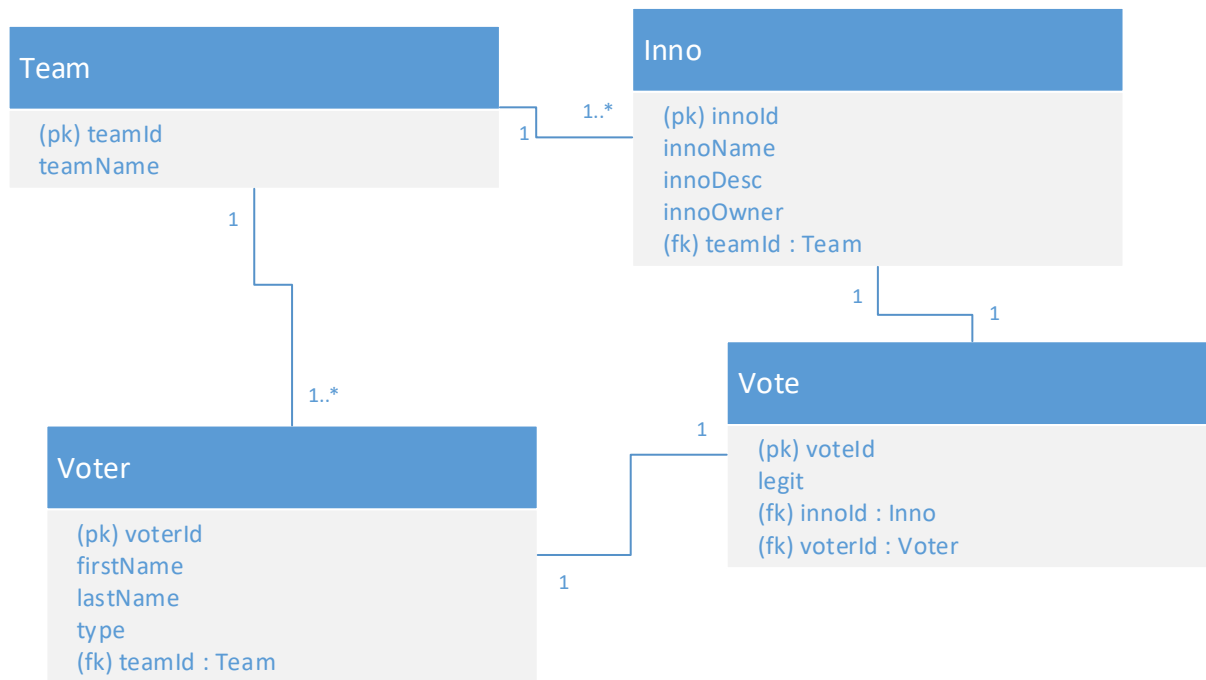 Team
(pk) teamId
teamName
Inno
(pk) innoId
innoName
innoDesc
innoOwner
(fk) teamId : Team
1
1..*
1
1..*
1
1
Vote
(pk) voteId
legit
(fk) innoId : Inno
(fk) voterId : Voter
Voter
(pk) voterId
firstName
lastName
type
(fk) teamId : Team
1
1